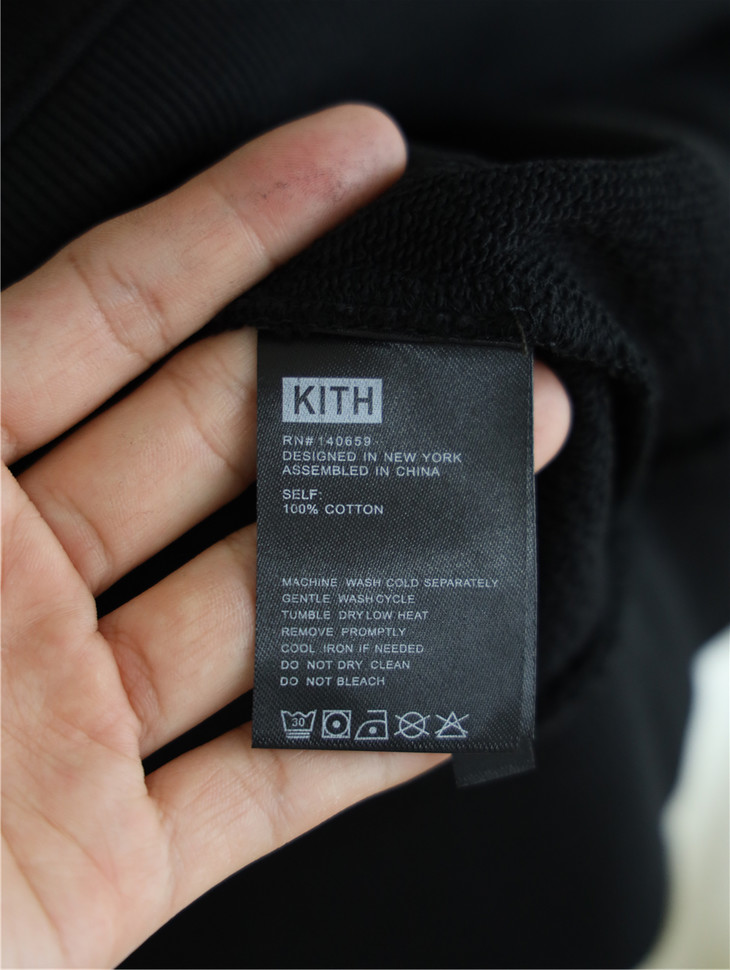 KITH
RN#140659
DESIGNED IN NEW YORK
ASSEMBLED IN CHINA
SELF:
100% COTTON
MACHINE WASH COLD SEPARATELY
GENTLE WASH CYCLE
TUMBLE DRY LOW HEAT
REMOVE PROMPTLY
COOL IRON IF NEEDED
DO NOT DRY CLEAN
DO NOT BLEACH
30